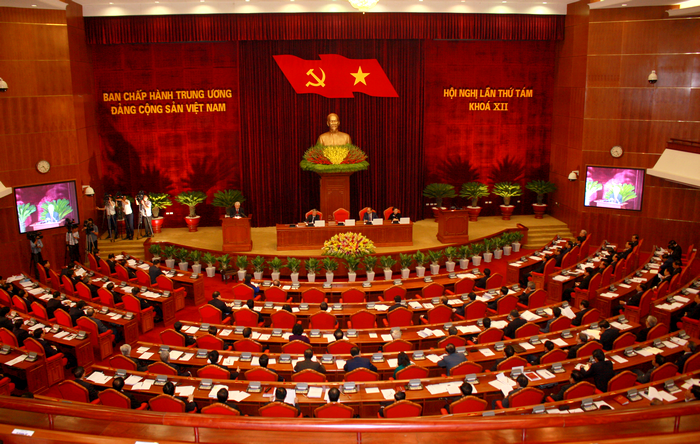 BAN CHẤP HÀNH TRUNG ƯƠNG
ĐẢNG CỘNG SẢN VIỆT NAM
HỘI NGHỊ LẦN THỨ TÁM
KHOÁ XII